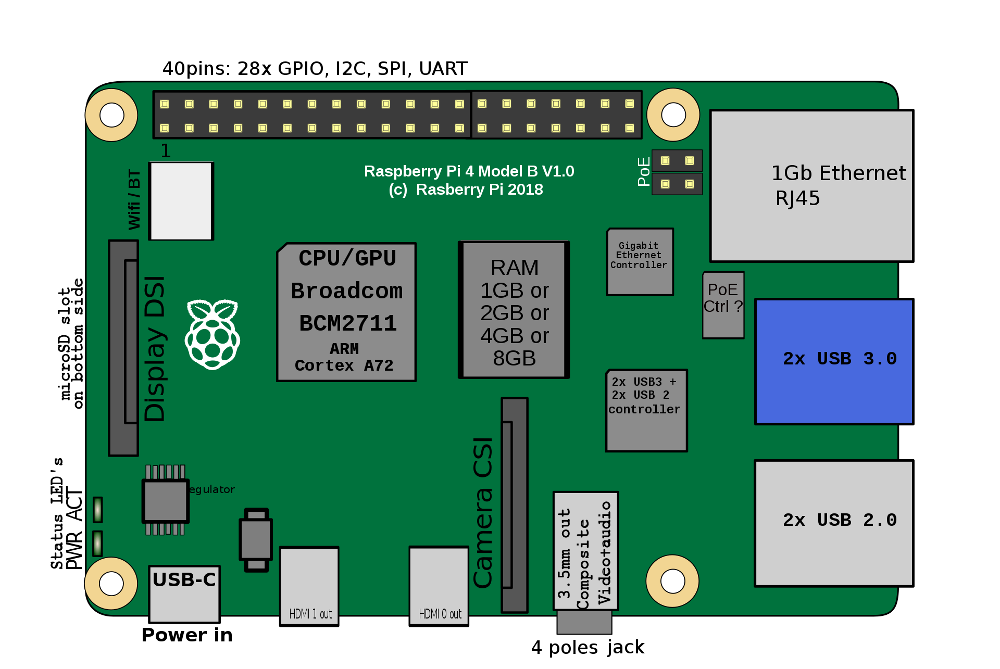 40pins: 28x GPIO, I2C, SPI, UART
1
Wifi / BT
Raspberry Pi 4 Model B V1.0
(c) Rasberry Pi 2018
PoE
1Gb Ethernet
RJ45
CPU/GPU
Broadcom
BCM2711
ARM
Cortex A72
RAM
1GB or
2GB or
4GB or
8GB
Gigabit
Ethernet
Controller
PoE
Ctrl ?
Display DSI
microSD slot
on bottom side
2x USB 3.0
2x USB3 +
2x USB 2
controller
Status LED's
PWR ACT
egulator
Camera CSI
3.5mm out
Composite
Video+audio
2x USB 2.0
USB-C
HDMI 1 out
HDMI 0 out
Power in
4 poles jack